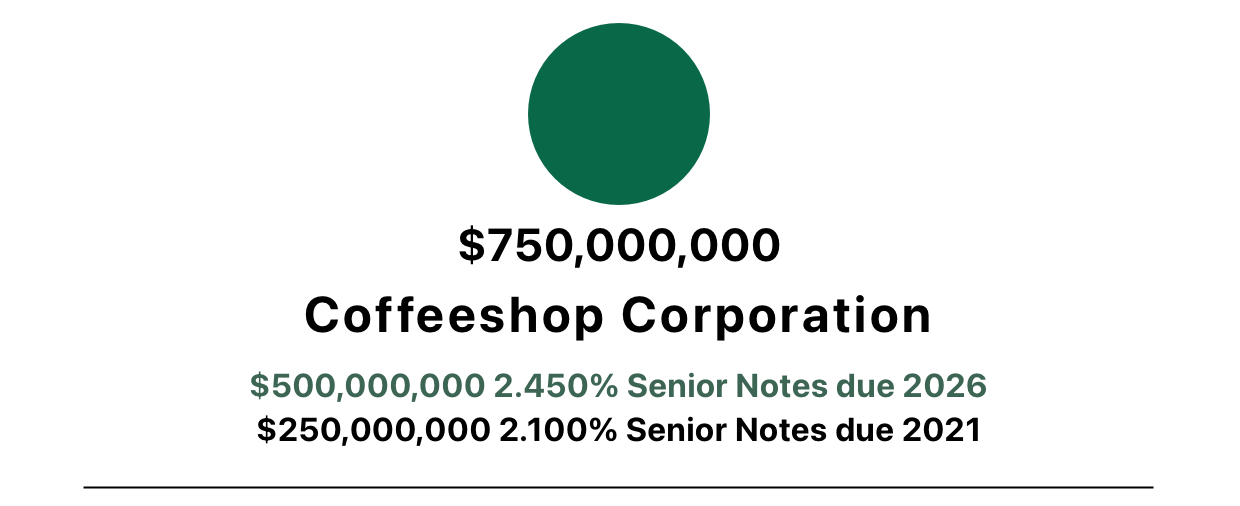 $750,000,000
Coffeeshop Corporation
$500,000,000 2.450% Senior Notes due 2026
$250,000,000 2.100% Senior Notes due 2021